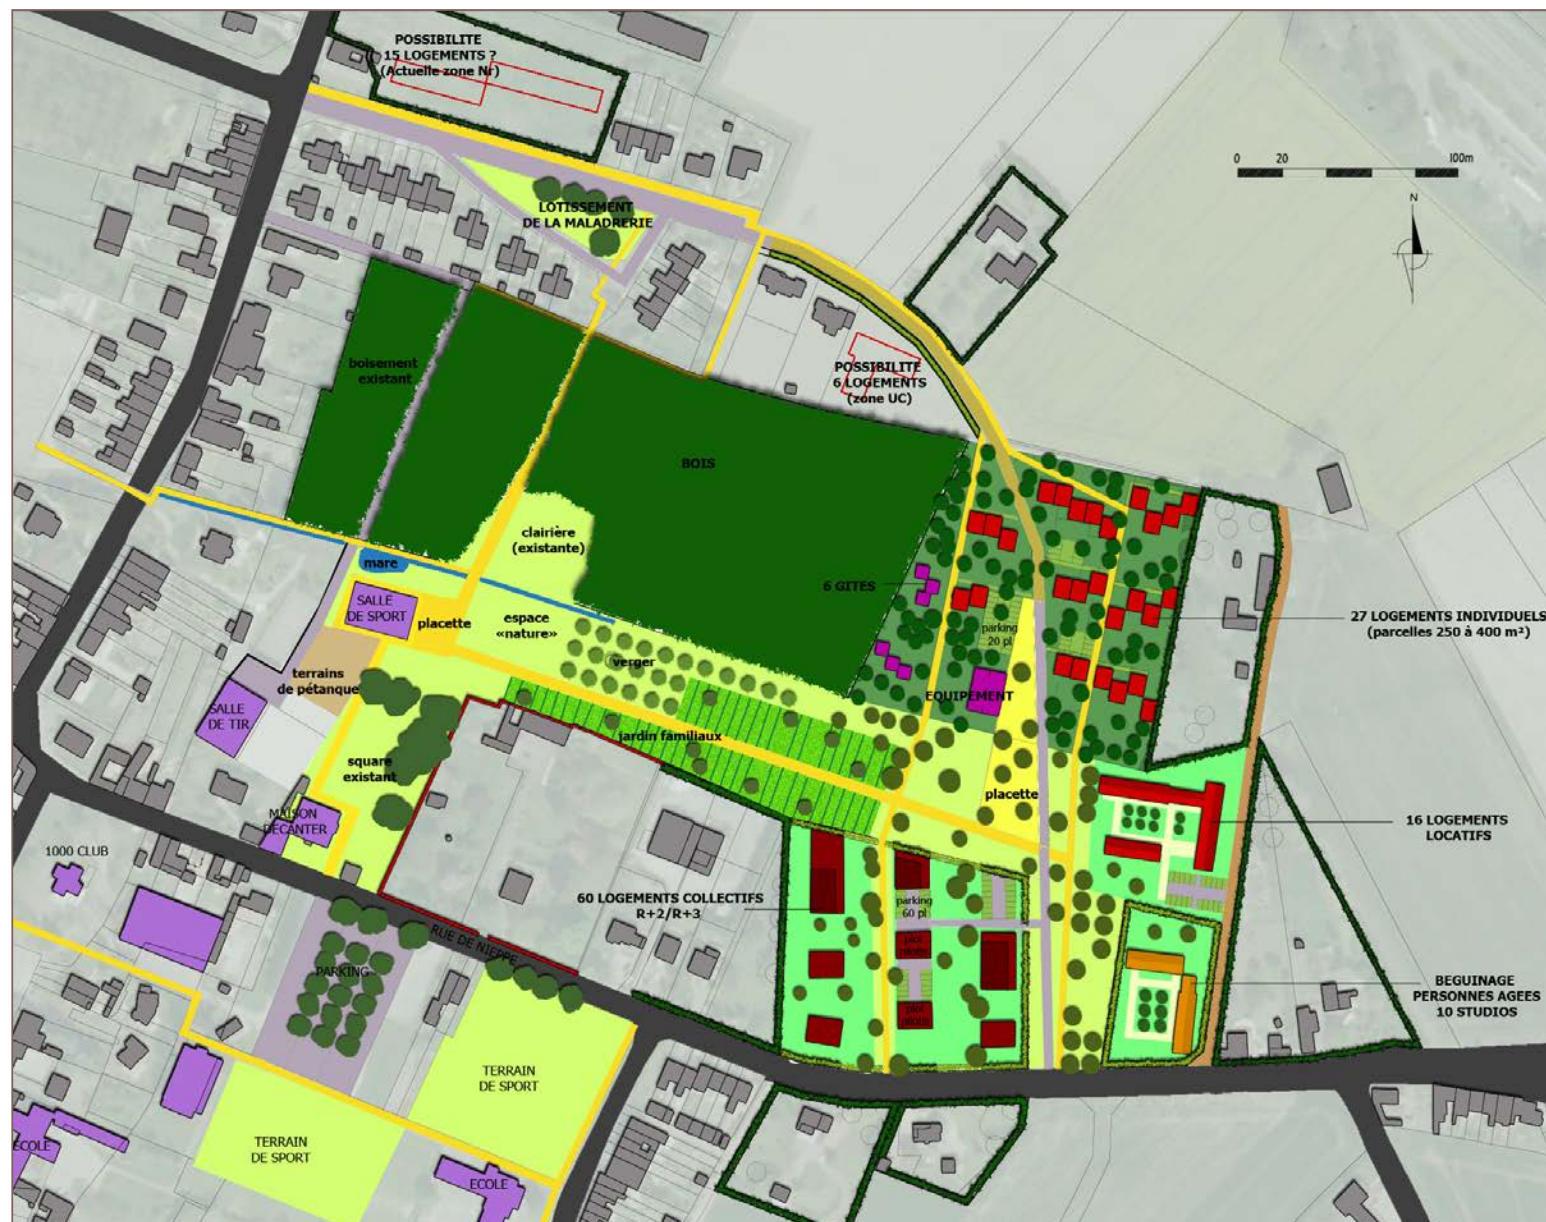 POSSIBILITE
15 LOGEMENTS ?
(Actuelle zone Nr)
0 20 100m
N
LOTISSEMENT
DE LA MALADRERIE
boisement
existant
POSSIBILITE
6 LOGEMENTS
(zone UC)
BOIS
clairière
(existante)
mare
6 GITES
SALLE
DE SPORT
placette
espace
«nature»
27 LOGEMENTS INDIVIDUELS
(parcelles 250 à 400 m²)
parking
20 pl
verger
terrains
de pétanque
EQUIPEMENT
SALLE
DE TIR
jardin familiaux
square
existant
placette
MAISON
DECANTER
16 LOGEMENTS
LOCATIFS
1000 CLUB
60 LOGEMENTS COLLECTIFS
R+2/R+3
parking
60 pl
RUE DE NIEPPE
plot
pilote
PARKING
BEGUINAGE
PERSONNES AGEES
10 STUDIOS
plot
pilote
TERRAIN
DE SPORT
TERRAIN
DE SPORT
ECOLE
ECOLE